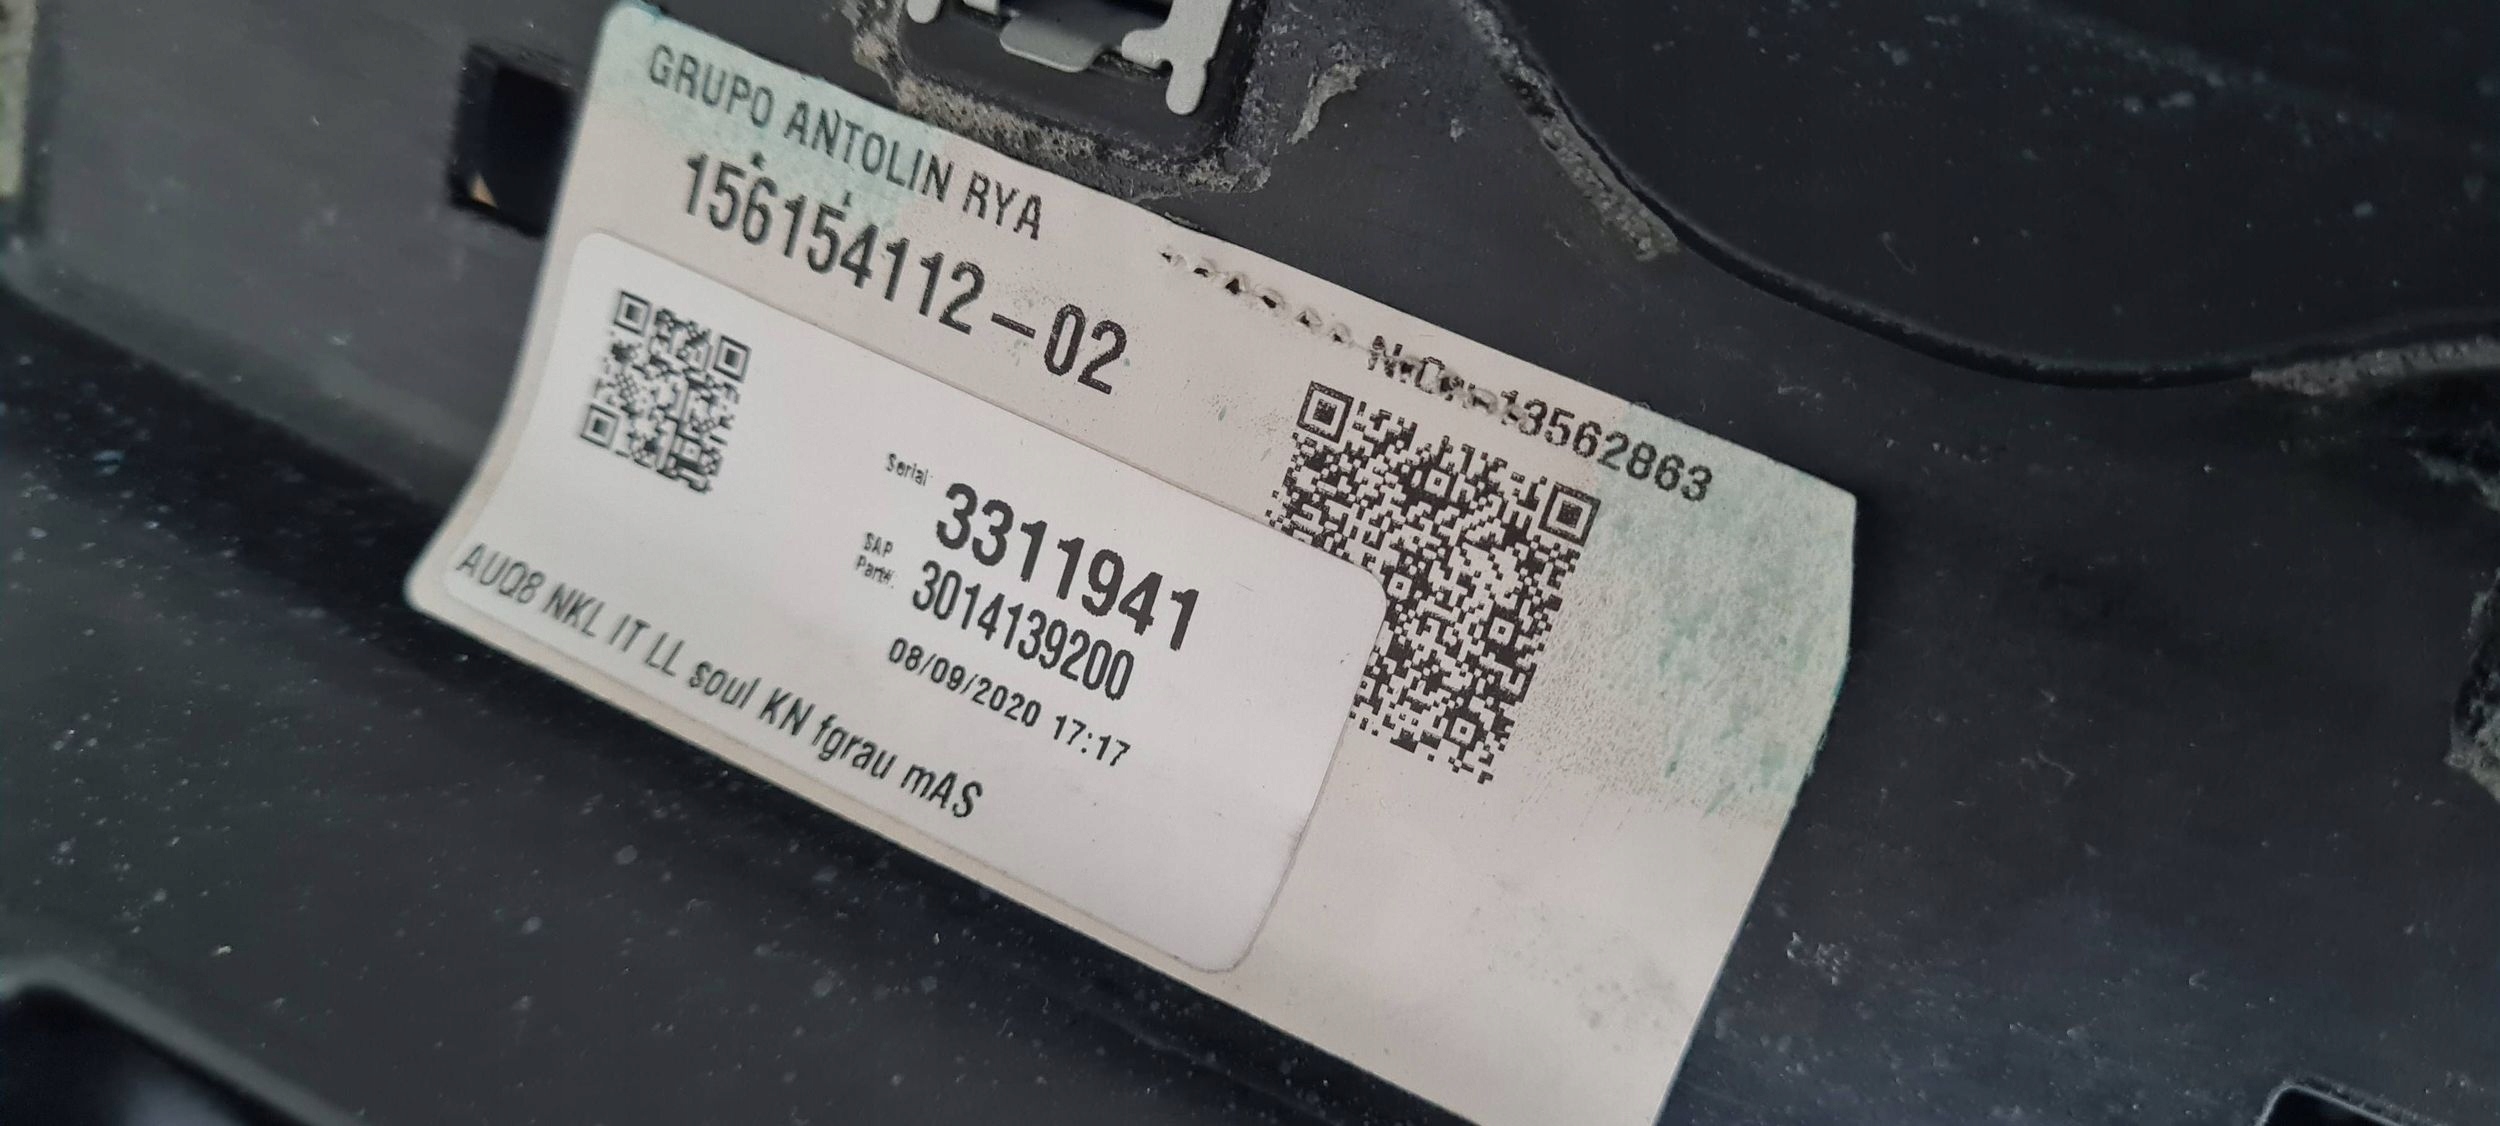 GRUPO ANTOLIN RYA
156154112-02
13562863
Serial:
3311941
SAP
Part#:
3014139200
08/09/2020 17:17
AUQ8 NKL IT LL soul KN fgrau mAS